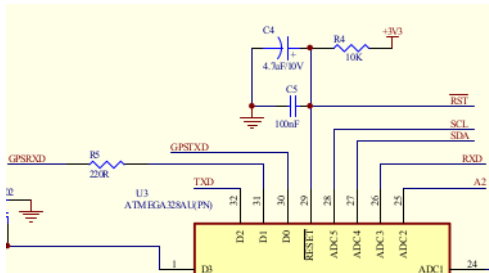 C4
R4
+3V3
4.7uF/10V
10K
C5
RST
100nF
SCL
GPSTXD
SDA
GPSRXD
R5
RXD
220R
TXD
A2
U3
ATMEGA328AU(PN)
32
31
30
29
28
27
26
25
D2
D1
D0
RESET
ADC5
ADC4
ADC3
ADC2
1
D3
ADC1
24